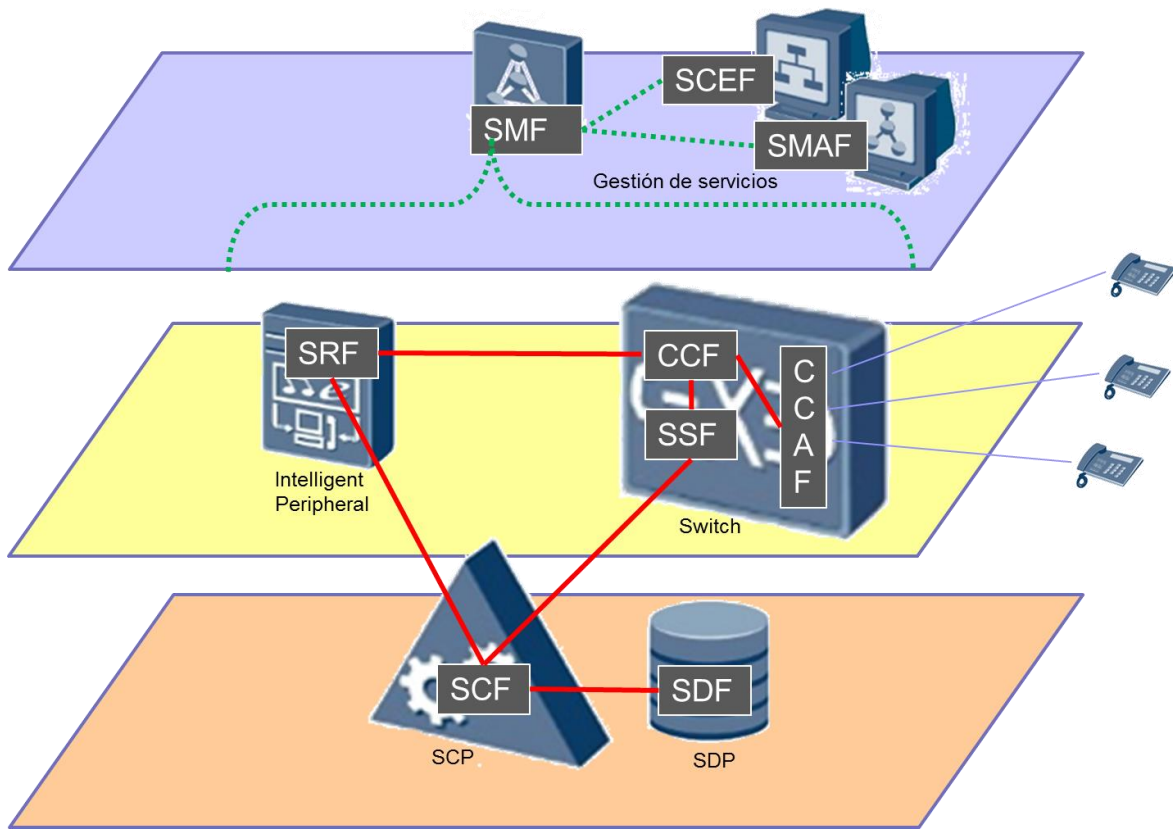 SCEF
SMF
SMAF
Gestión de servicios
SRF
CCF
C
C
A
F
SSF
Intelligent
Peripheral
Switch
SCF
SDF
SCP
SDP